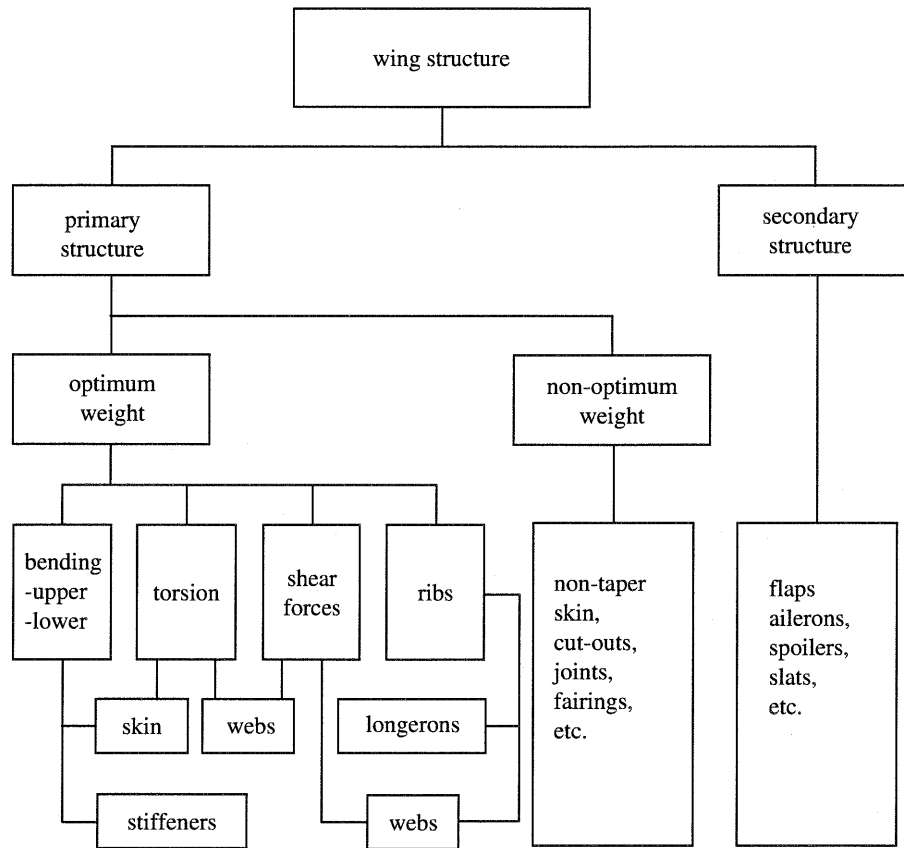 wing structure
primary
structure
secondary
structure
optimum
weight
non-optimum
weight
bending
-upper
-lower
torsion
shear
forces
ribs
non-taper
skin,
cut-outs,
joints,
fairings,
etc.
flaps
ailerons,
spoilers,
slats,
etc.
skin
webs
longerons
stiffeners
webs